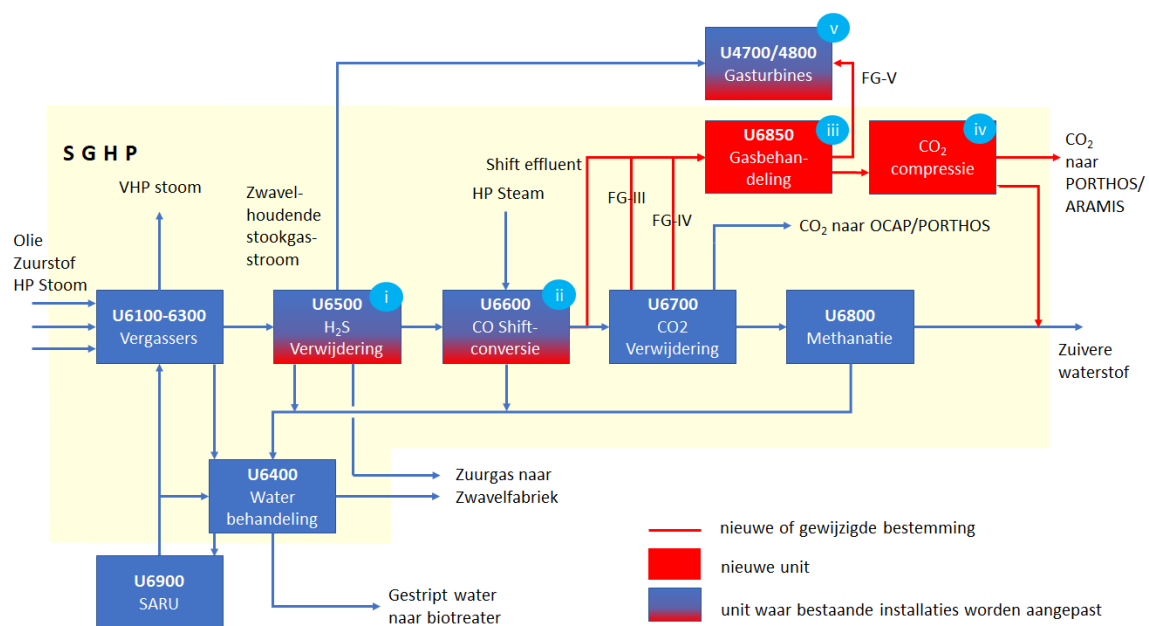 U4700/4800
Gasturbines
v
FG-V
SGHP
VHP stoom
Zwavel-
houdende
stookgas-
stroom
Shift effluent
HP Steam
FG-III
FG-IV
U6850
Gasbehan-
deling
iii
CO₂
compressie
iv
CO₂
naar
PORTHOS/
ARAMIS
CO₂ naar OCAP/PORTHOS
Olie
Zuurstof
HP Stoom
U6100-6300
Vergassers
U6500
H₂S
Verwijdering
i
U6600
CO Shift-
conversie
ii
U6700
CO2
Verwijdering
U6800
Methanatie
Zuivere
waterstof
U6400
Water
behandeling
Zuurgas naar
Zwavelfabriek
U6900
SARU
Gestript water
naar biotreater
nieuwe of gewijzigde bestemming
nieuwe unit
unit waar bestaande installaties worden aangepast